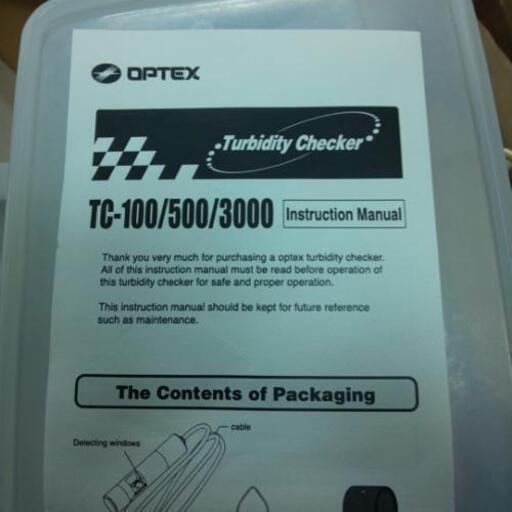 OPTEX
Turbidity Checker
TC-100/500/3000 Instruction Manual
Thank you very much for purchasing a optex turbidity checker.
All of this instruction manual must be read before operation of
this turbidity checker for safe and proper operation.
This instruction manual should be kept for future reference
such as maintenance.
The Contents of Packaging
cable
Detecting windows